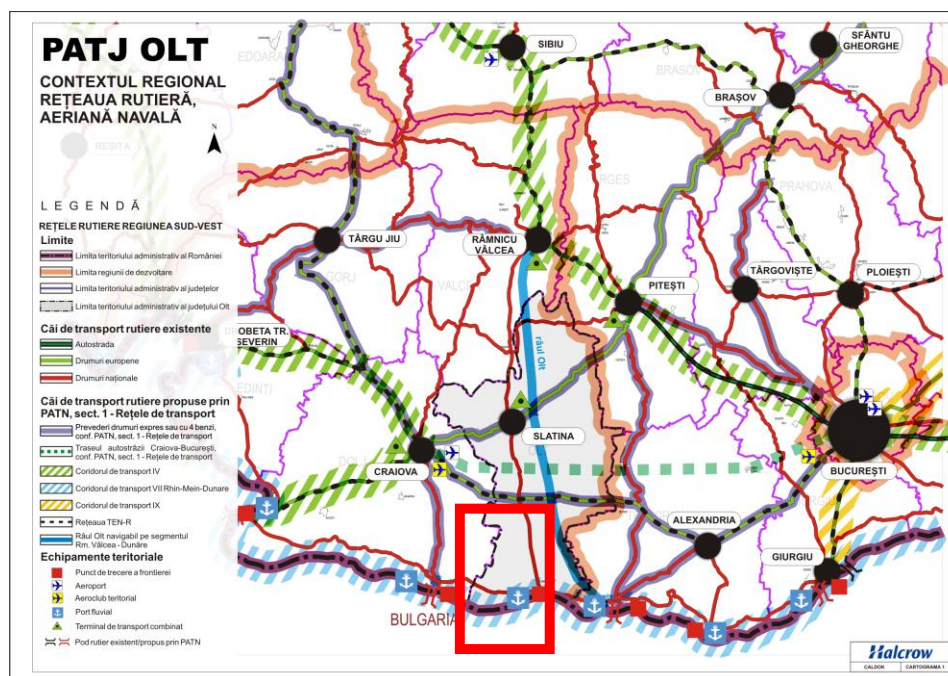 PATJ OLT
CONTEXTUL REGIONAL
REȚEAUA RUTIERĂ,
AERIANĂ NAVALĂ
N
REȘIȚA
LEGENDĂ
REȚELE RUTIERE REGIUNEA SUD-VEST
Limite
Limita teritoriului administrativ al României
Limita regiunii de dezvoltare
Limita teritoriului administrativ al județelor
Limita teritoriului administrativ al județului Olt
Căi de transport rutiere existente
Autostrada
Drumuri europene
Drumuri naționale
Căi de transport rutiere propuse prin
PATN, sect. 1 - Rețele de transport
Prevederi drumuri expres sau cu 4 benzi,
conf. PATN, sect. 1 - Rețele de transport
Traseul autostrăzii Craiova-București,
conf. PATN, sect. 1 - Rețele de transport
Coridorul de transport IV
Coridorul de transport VII Rhin-Mein-Dunare
Coridorul de transport IX
Rețeaua TEN-R
Râul Olt navigabil pe segmentul
Rm. Vâlcea - Dunăre
Echipamente teritoriale
Punct de trecere a frontierei
Aeroport
Aeroclub teritorial
Port fluvial
Terminal de transport combinat
Pod rutier existent/propus prin PATN
SIBIU
SFÂNTU
GHEORGHE
BRASOV
BRAȘOV
PRAHOVA
TÂRGU JIU
RÂMNICU
VÂLCEA
GORJ
PITEȘTI
TÂRGOVIȘTE
PLOIEȘTI
SEVERIN
râul Olt
SLATINA
CRAIOVA
BUCUREȘTI
ALEXANDRIA
GIURGIU
BULGARIA
Halcrow
CALDON
CARTOGRAMA 1